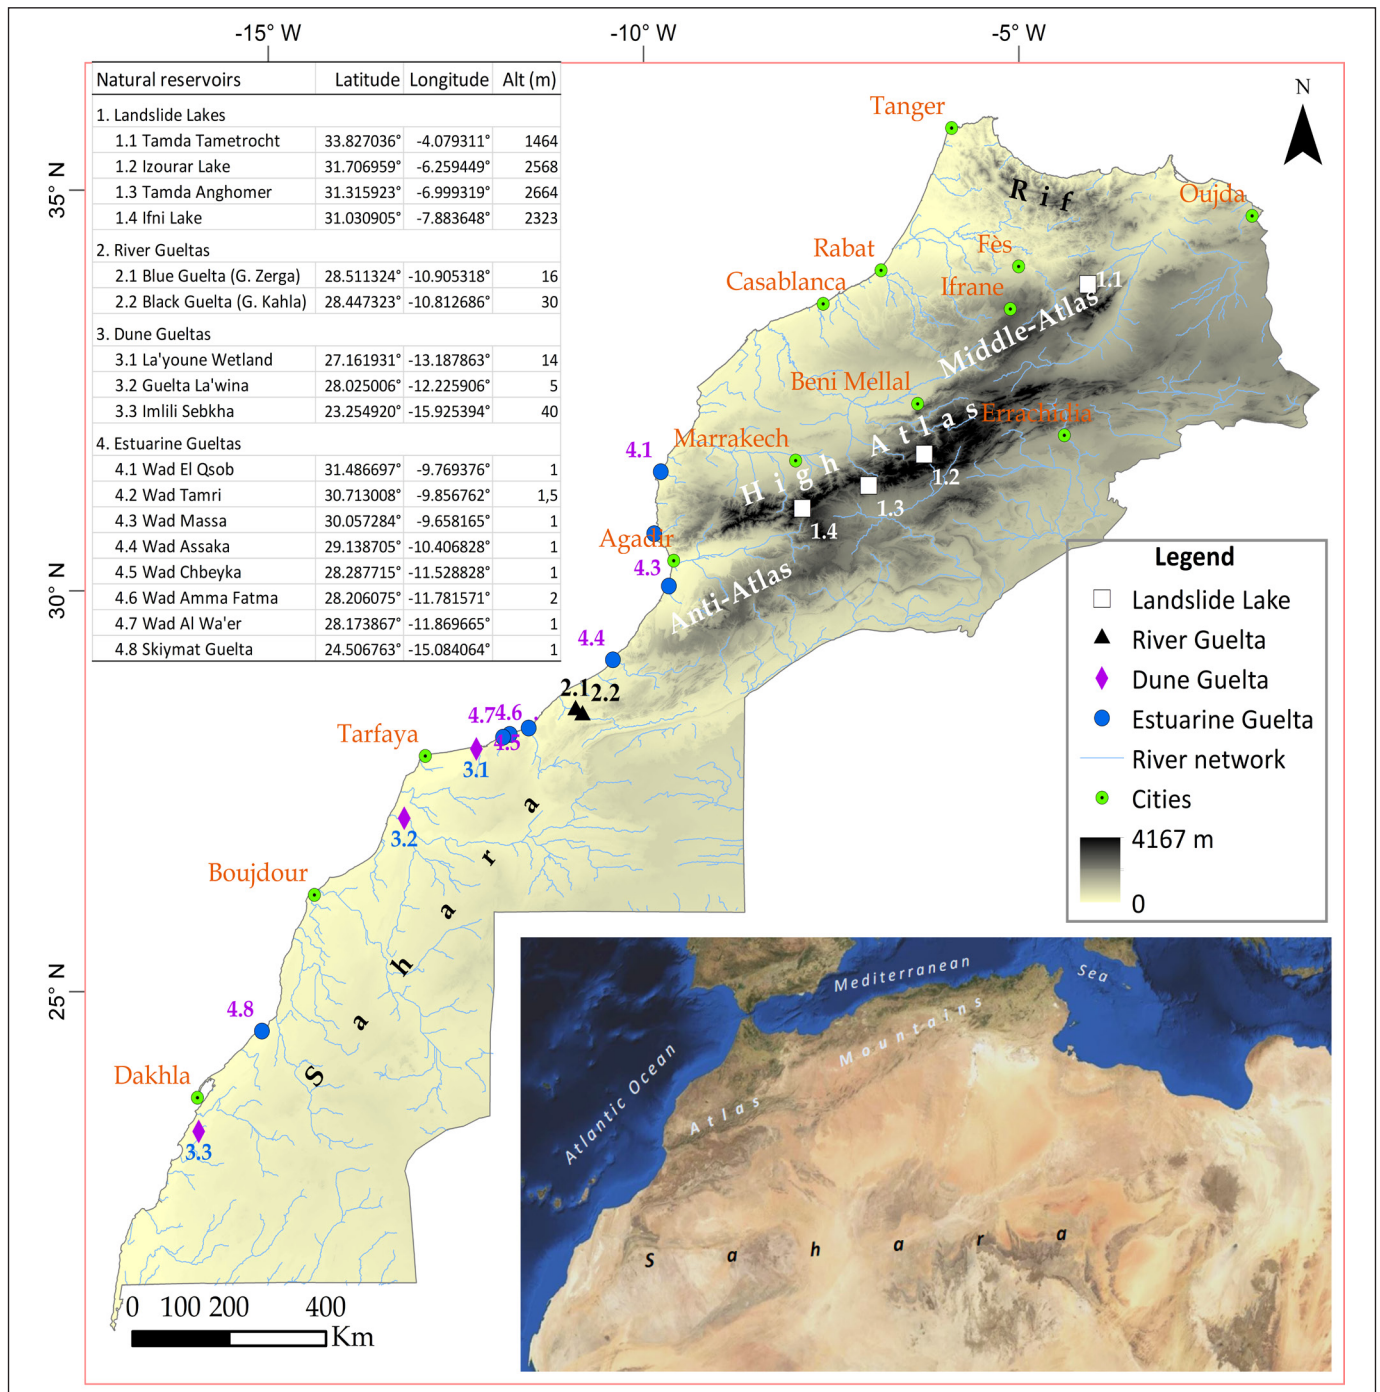 -15° W -10° W -5° W
35° N
30° N
25° N
Natural reservoirs Latitude Longitude Alt (m)
1. Landslide Lakes
1.1 Tamda Tametrocht 33.827036° -4.079311° 1464
1.2 Izourar Lake 31.706959° -6.259449° 2568
1.3 Tamda Anghomer 31.315923° -6.999319° 2664
1.4 Ifni Lake 31.030905° -7.883648° 2323
2. River Gueltas
2.1 Blue Guelta (G. Zerga) 28.511324° -10.905318° 16
2.2 Black Guelta (G. Kahla) 28.447323° -10.812686° 30
3. Dune Gueltas
3.1 La'youne Wetland 27.161931° -13.187863° 14
3.2 Guelta La'wina 28.025006° -12.225906° 5
3.3 Imlili Sebkha 23.254920° -15.925394° 40
4. Estuarine Gueltas
4.1 Wad El Qsob 31.486697° -9.769376° 1
4.2 Wad Tamri 30.713008° -9.856762° 1,5
4.3 Wad Massa 30.057284° -9.658165° 1
4.4 Wad Assaka 29.138705° -10.406828° 1
4.5 Wad Chbeyka 28.287715° -11.528828° 1
4.6 Wad Amma Fatma 28.206075° -11.781571° 2
4.7 Wad Al Wa'er 28.173867° -11.869665° 1
4.8 Skiymat Guelta 24.506763° -15.084064° 1
N
Tanger
Rif
Oujda
Rabat
Fès
Casablanca
Ifrane
1.1
Middle-Atlas
Beni Mellal
Errachidia
Marrakech
High Atlas
4.1
1.2
1.3
1.4
Agadir
4.3
Anti-Atlas
4.4
2.1 2.2
4.7 4.6
4.5
Tarfaya
3.1
3.2
Boujdour
Sahara
4.8
Dakhla
3.3
Legend
Landslide Lake
River Guelta
Dune Guelta
Estuarine Guelta
River network
Cities
4167 m
0
Mediterranean Sea
Atlantic Ocean
Atlas Mountains
Sahara
0 100 200 400
Km